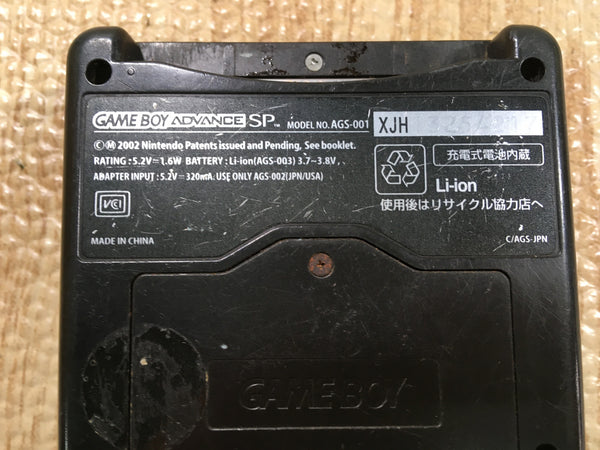 GAME BOY ADVANCE SP™ MODEL NO. AGS-001
XJH
©Ⓜ 2002 Nintendo Patents issued and Pending, See booklet.
RATING : 5.2V⎓1.6W BATTERY : Li-ion(AGS-003) 3.7–3.8V,
ADAPTER INPUT : 5.2V⎓320mA. USE ONLY AGS-002(JPN/USA)
VCI
MADE IN CHINA
充電式電池内蔵
Li-ion
使用後はリサイクル協力店へ
C/AGS-JPN
GAME BOY